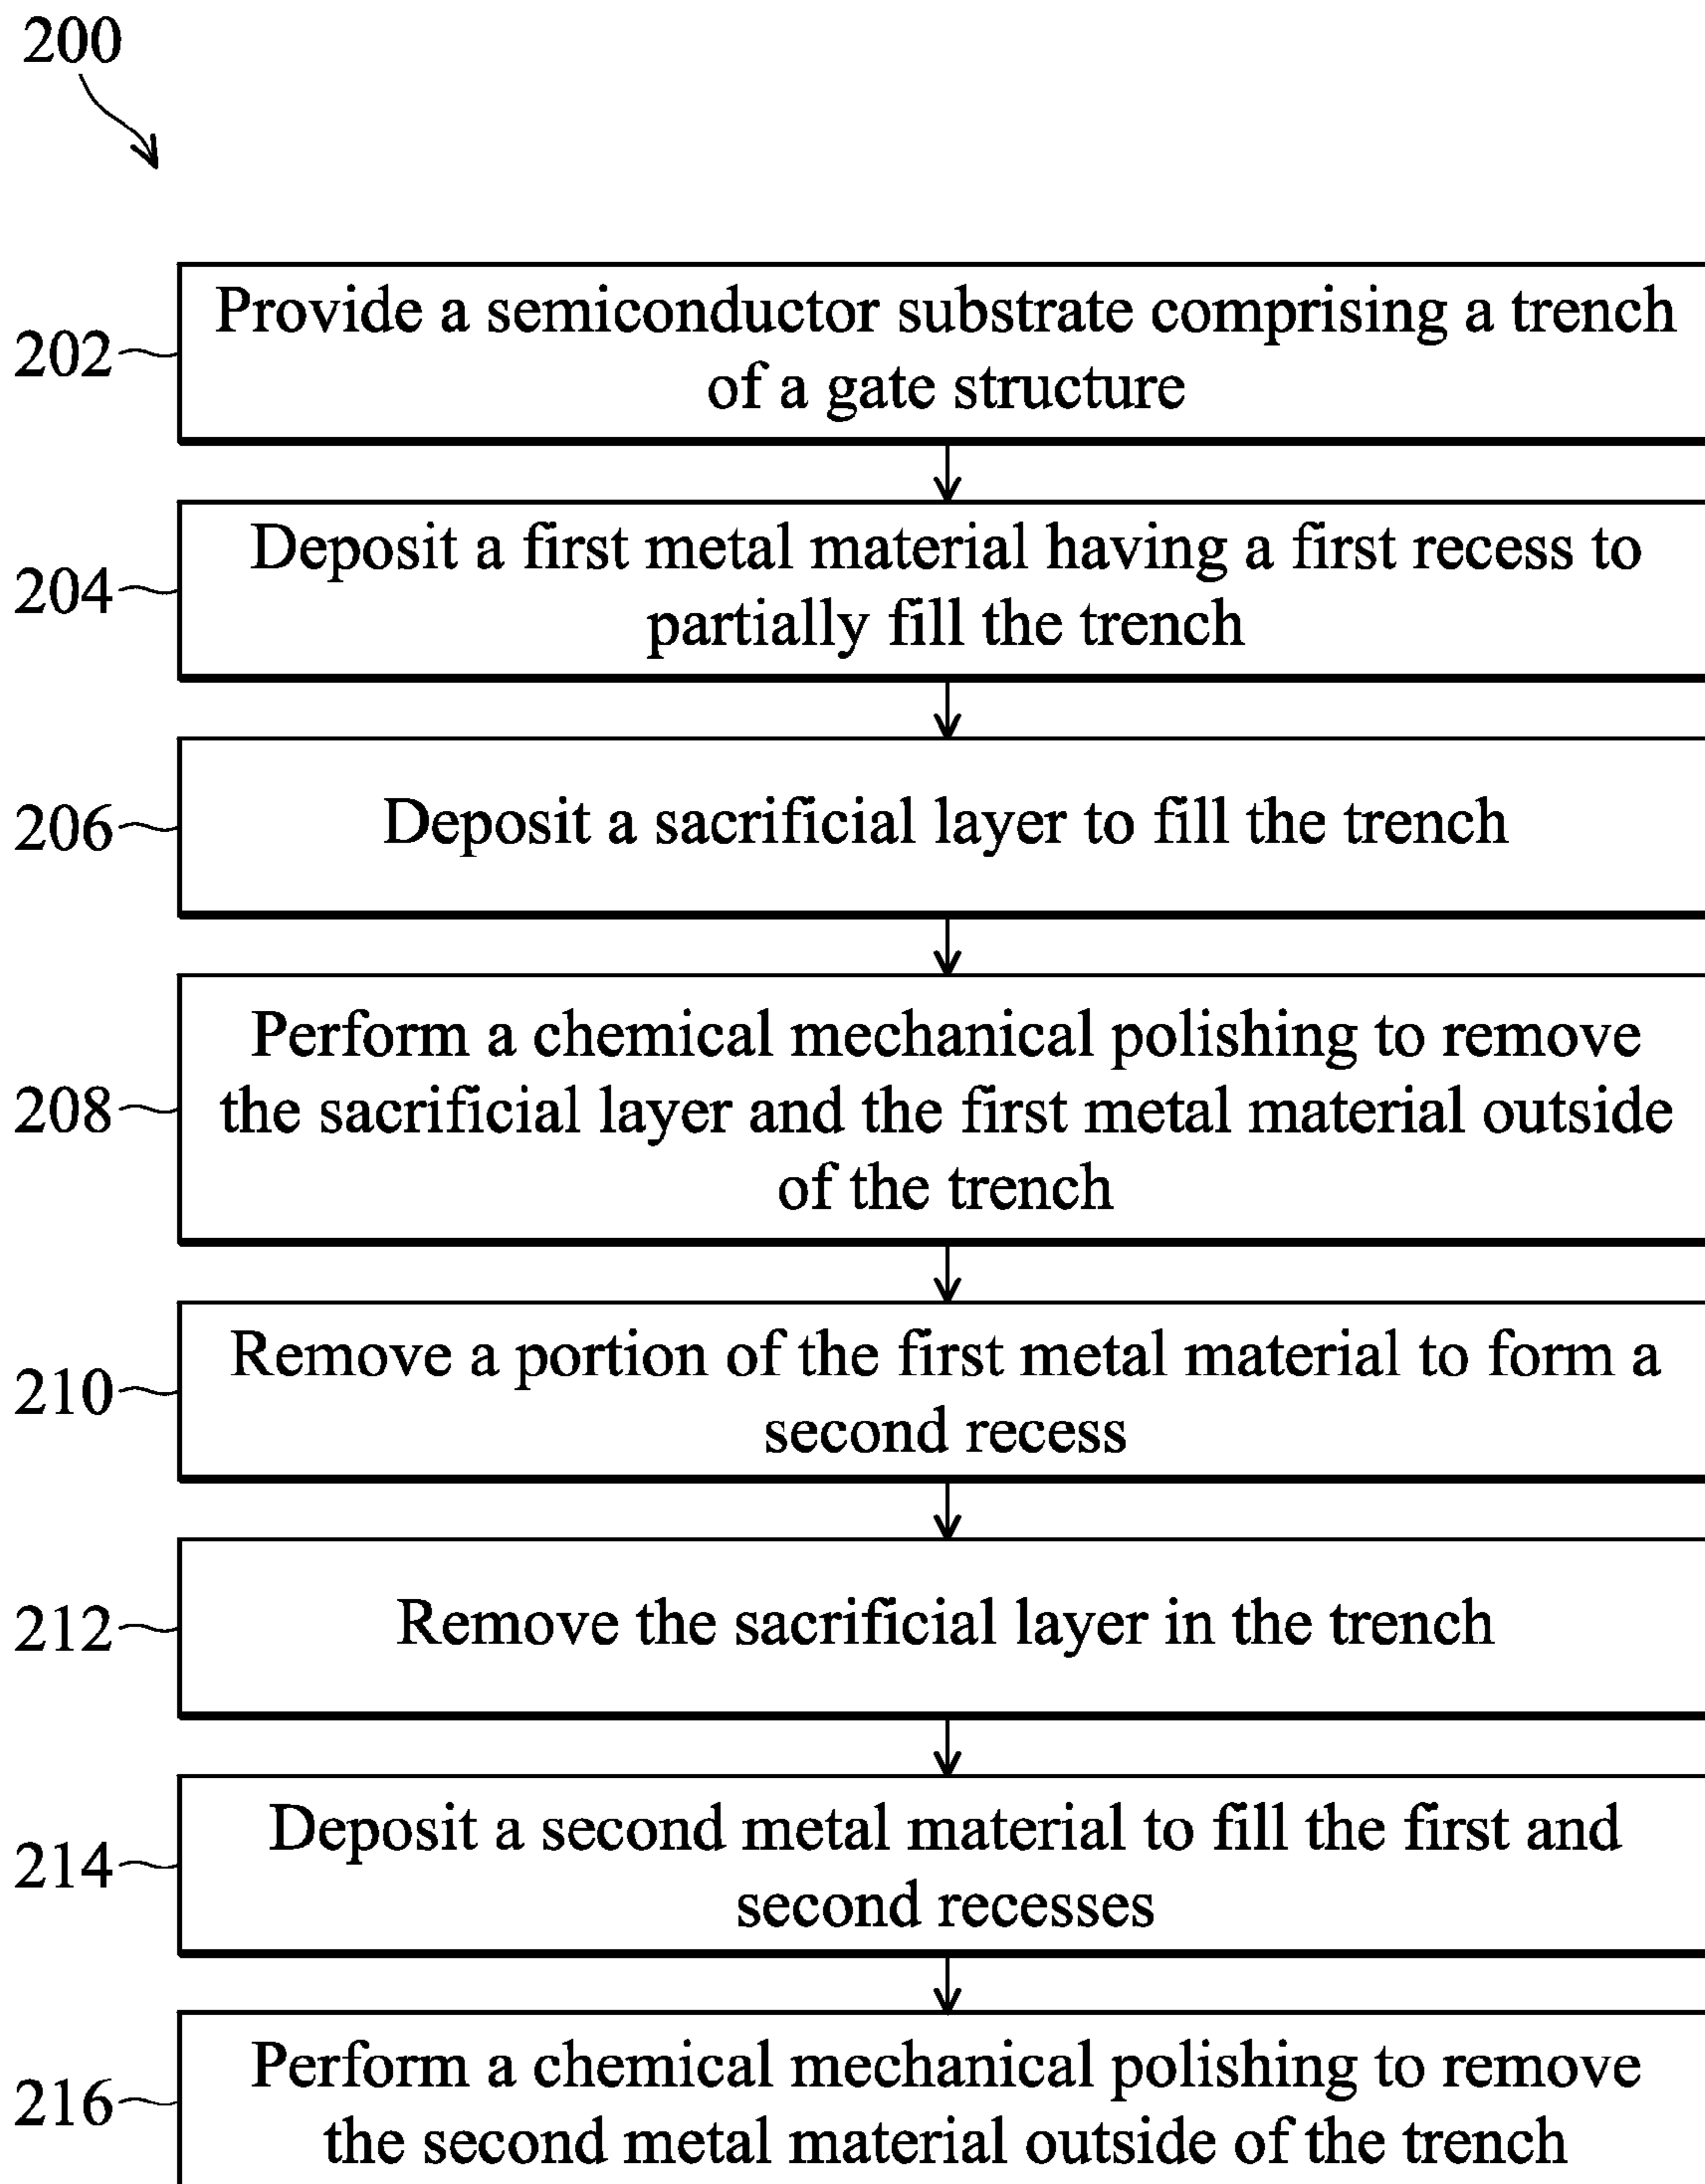 200
202
Provide a semiconductor substrate comprising a trench
of a gate structure
204
Deposit a first metal material having a first recess to
partially fill the trench
206
Deposit a sacrificial layer to fill the trench
208
Perform a chemical mechanical polishing to remove
the sacrificial layer and the first metal material outside
of the trench
210
Remove a portion of the first metal material to form a
second recess
212
Remove the sacrificial layer in the trench
214
Deposit a second metal material to fill the first and
second recesses
216
Perform a chemical mechanical polishing to remove
the second metal material outside of the trench